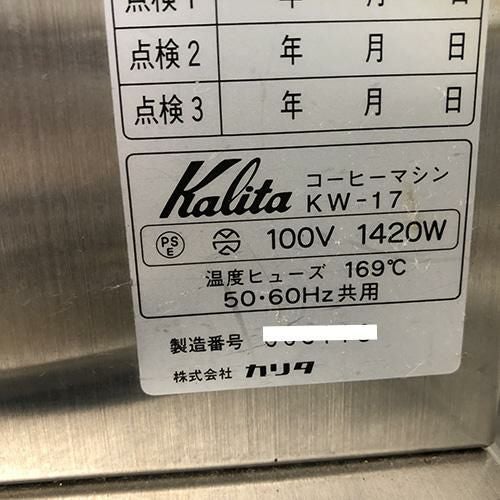 点検1 年 月 日
点検2 年 月 日
点検3 年 月 日
Kalita コーヒーマシン
KW-17
PS
E 100V 1420W
温度ヒューズ 169℃
50・60Hz共用
製造番号
株式会社 カリタ